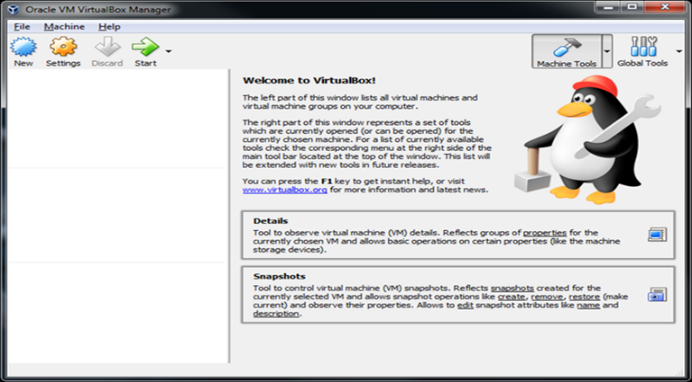 Oracle VM VirtualBox Manager
File Machine Help
New Settings Discard Start Machine Tools Global Tools
Welcome to VirtualBox!
The left part of this window lists all virtual machines and
virtual machine groups on your computer.
The right part of this window represents a set of tools
which are currently opened (or can be opened) for the
currently chosen machine. For a list of currently available
tools check the corresponding menu at the right side of the
main tool bar located at the top of the window. This list will
be extended with new tools in future releases.
You can press the F1 key to get instant help, or visit
www.virtualbox.org for more information and latest news.
Details
Tool to observe virtual machine (VM) details. Reflects groups of properties for the
currently chosen VM and allows basic operations on certain properties (like the machine
storage devices).
Snapshots
Tool to control virtual machine (VM) snapshots. Reflects snapshots created for the
currently selected VM and allows snapshot operations like create, remove, restore (make
current) and observe their properties. Allows to edit snapshot attributes like name and
description.